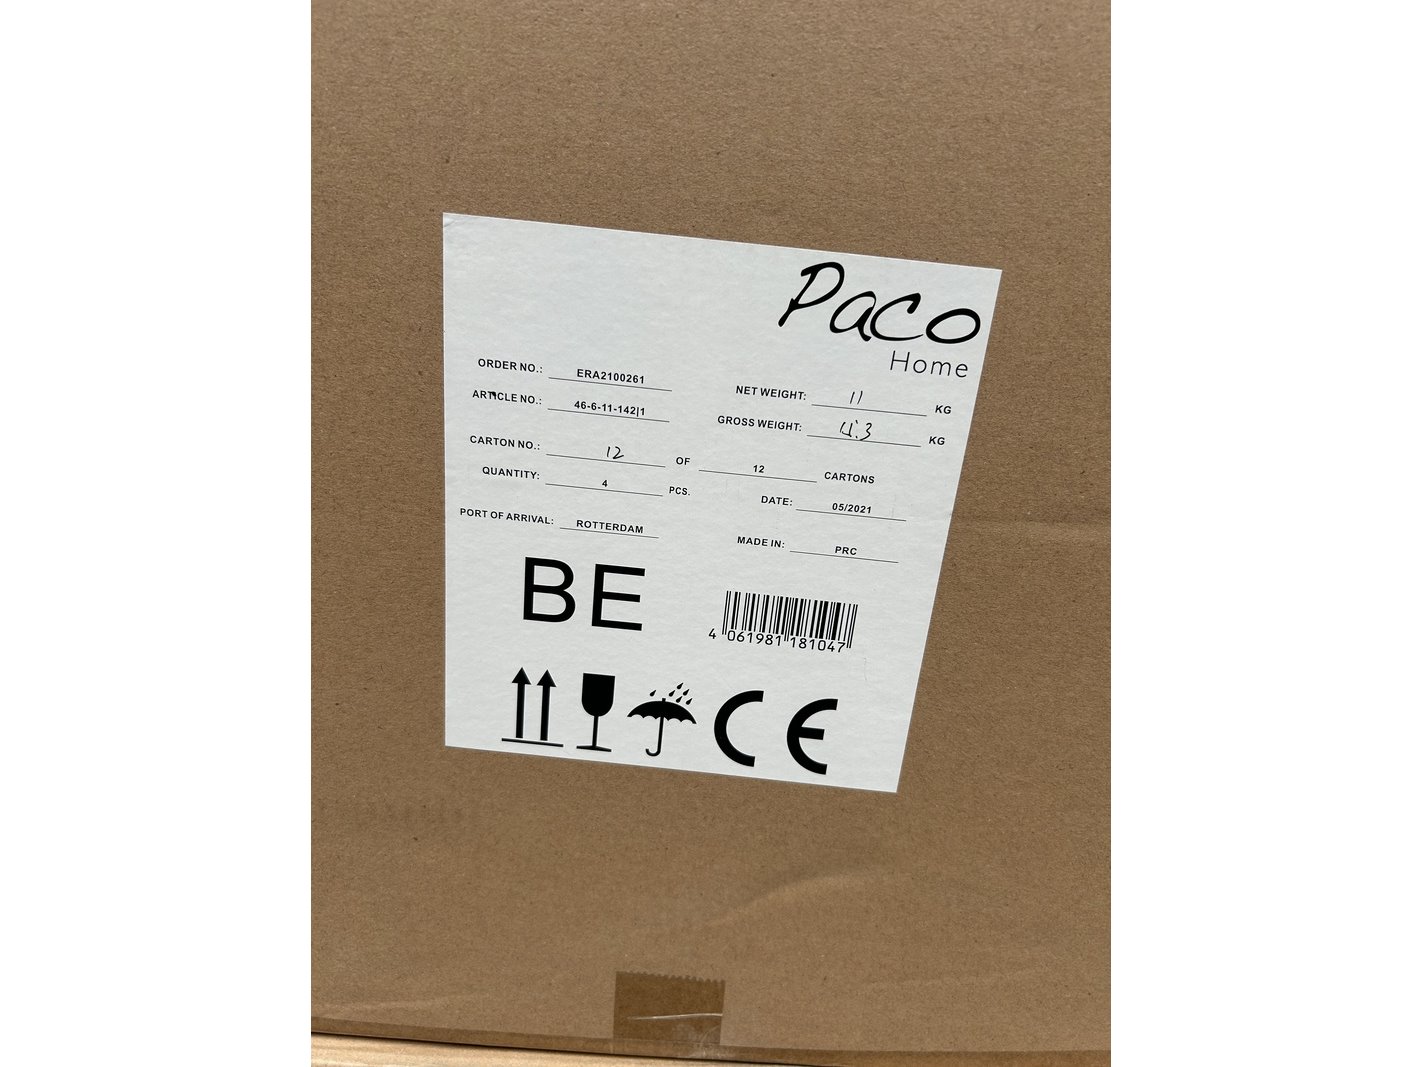 Paco
Home
ORDER NO.: ERA2100261
ARTICLE NO.: 46-6-11-142|1
NET WEIGHT: 11 KG
GROSS WEIGHT: 4.3 KG
CARTON NO.: 12 OF 12 CARTONS
QUANTITY: 4 PCS.
DATE: 05/2021
PORT OF ARRIVAL: ROTTERDAM
MADE IN: PRC
BE
4 061981 181047
CE